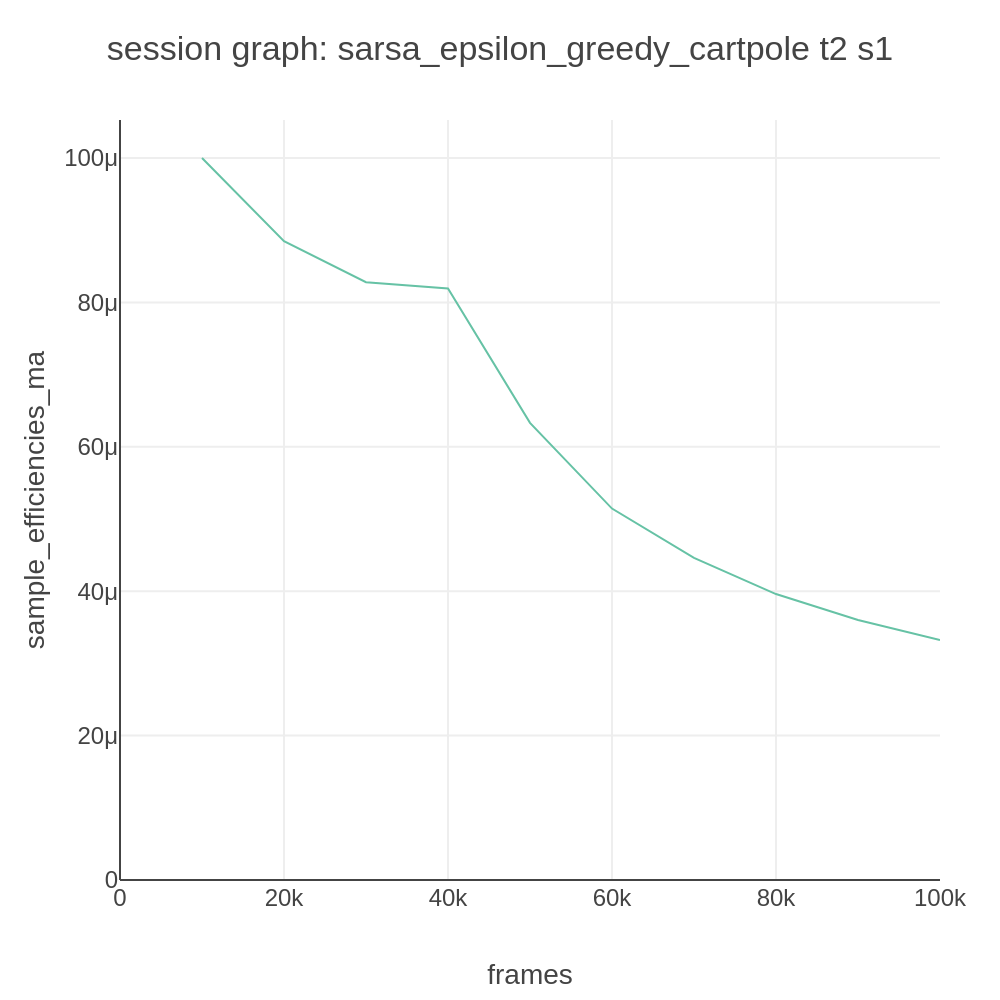 session graph: sarsa_epsilon_greedy_cartpole t2 s1
100μ
80μ
60μ
40μ
20μ
0
sample_efficiencies_ma
0 20k 40k 60k 80k 100k
frames